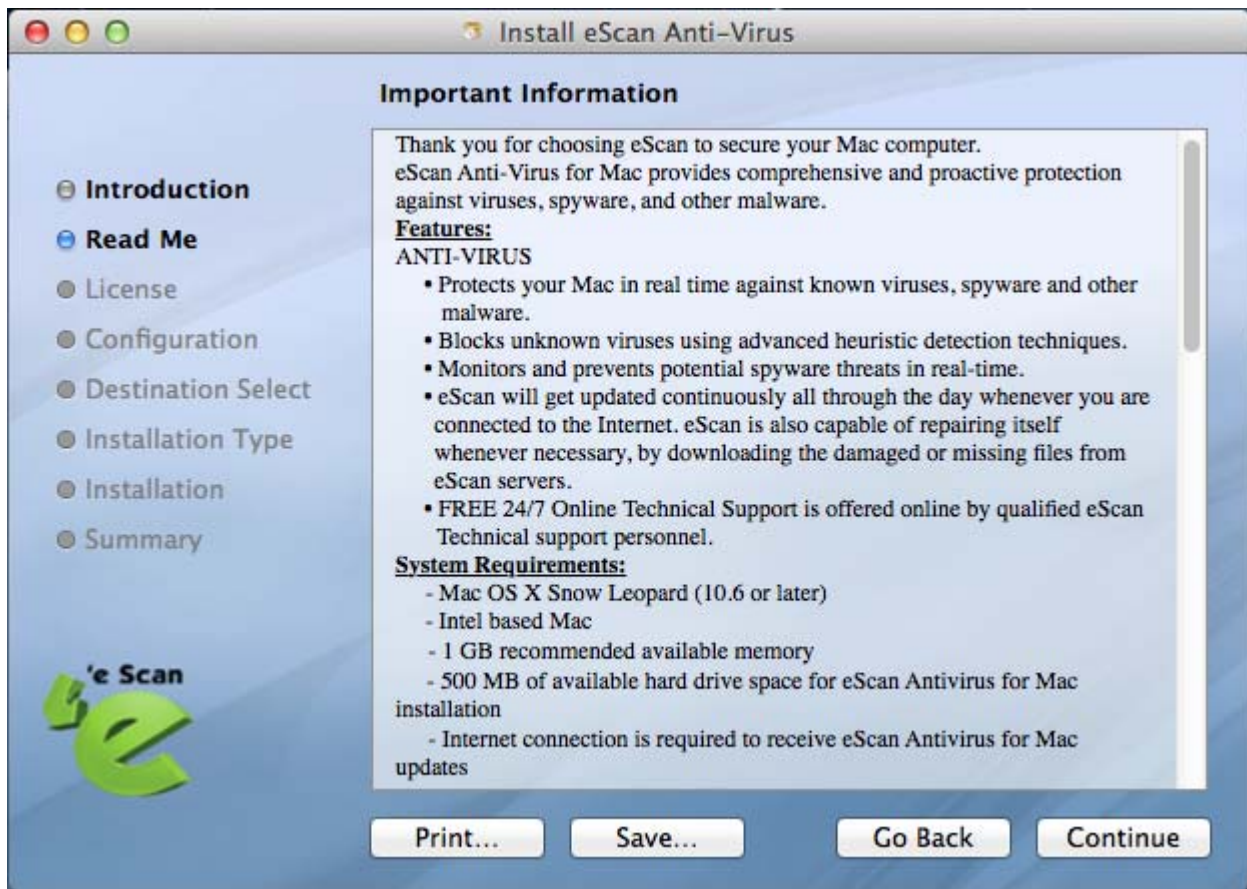 Install eScan Anti-Virus
Important Information
Introduction
Read Me
License
Configuration
Destination Select
Installation Type
Installation
Summary
'e Scan
e
Thank you for choosing eScan to secure your Mac computer.
eScan Anti-Virus for Mac provides comprehensive and proactive protection
against viruses, spyware, and other malware.
Features:
ANTI-VIRUS
• Protects your Mac in real time against known viruses, spyware and other
malware.
• Blocks unknown viruses using advanced heuristic detection techniques.
• Monitors and prevents potential spyware threats in real-time.
• eScan will get updated continuously all through the day whenever you are
connected to the Internet. eScan is also capable of repairing itself
whenever necessary, by downloading the damaged or missing files from
eScan servers.
• FREE 24/7 Online Technical Support is offered online by qualified eScan
Technical support personnel.
System Requirements:
- Mac OS X Snow Leopard (10.6 or later)
- Intel based Mac
- 1 GB recommended available memory
- 500 MB of available hard drive space for eScan Antivirus for Mac
installation
- Internet connection is required to receive eScan Antivirus for Mac
updates
Print...
Save...
Go Back
Continue